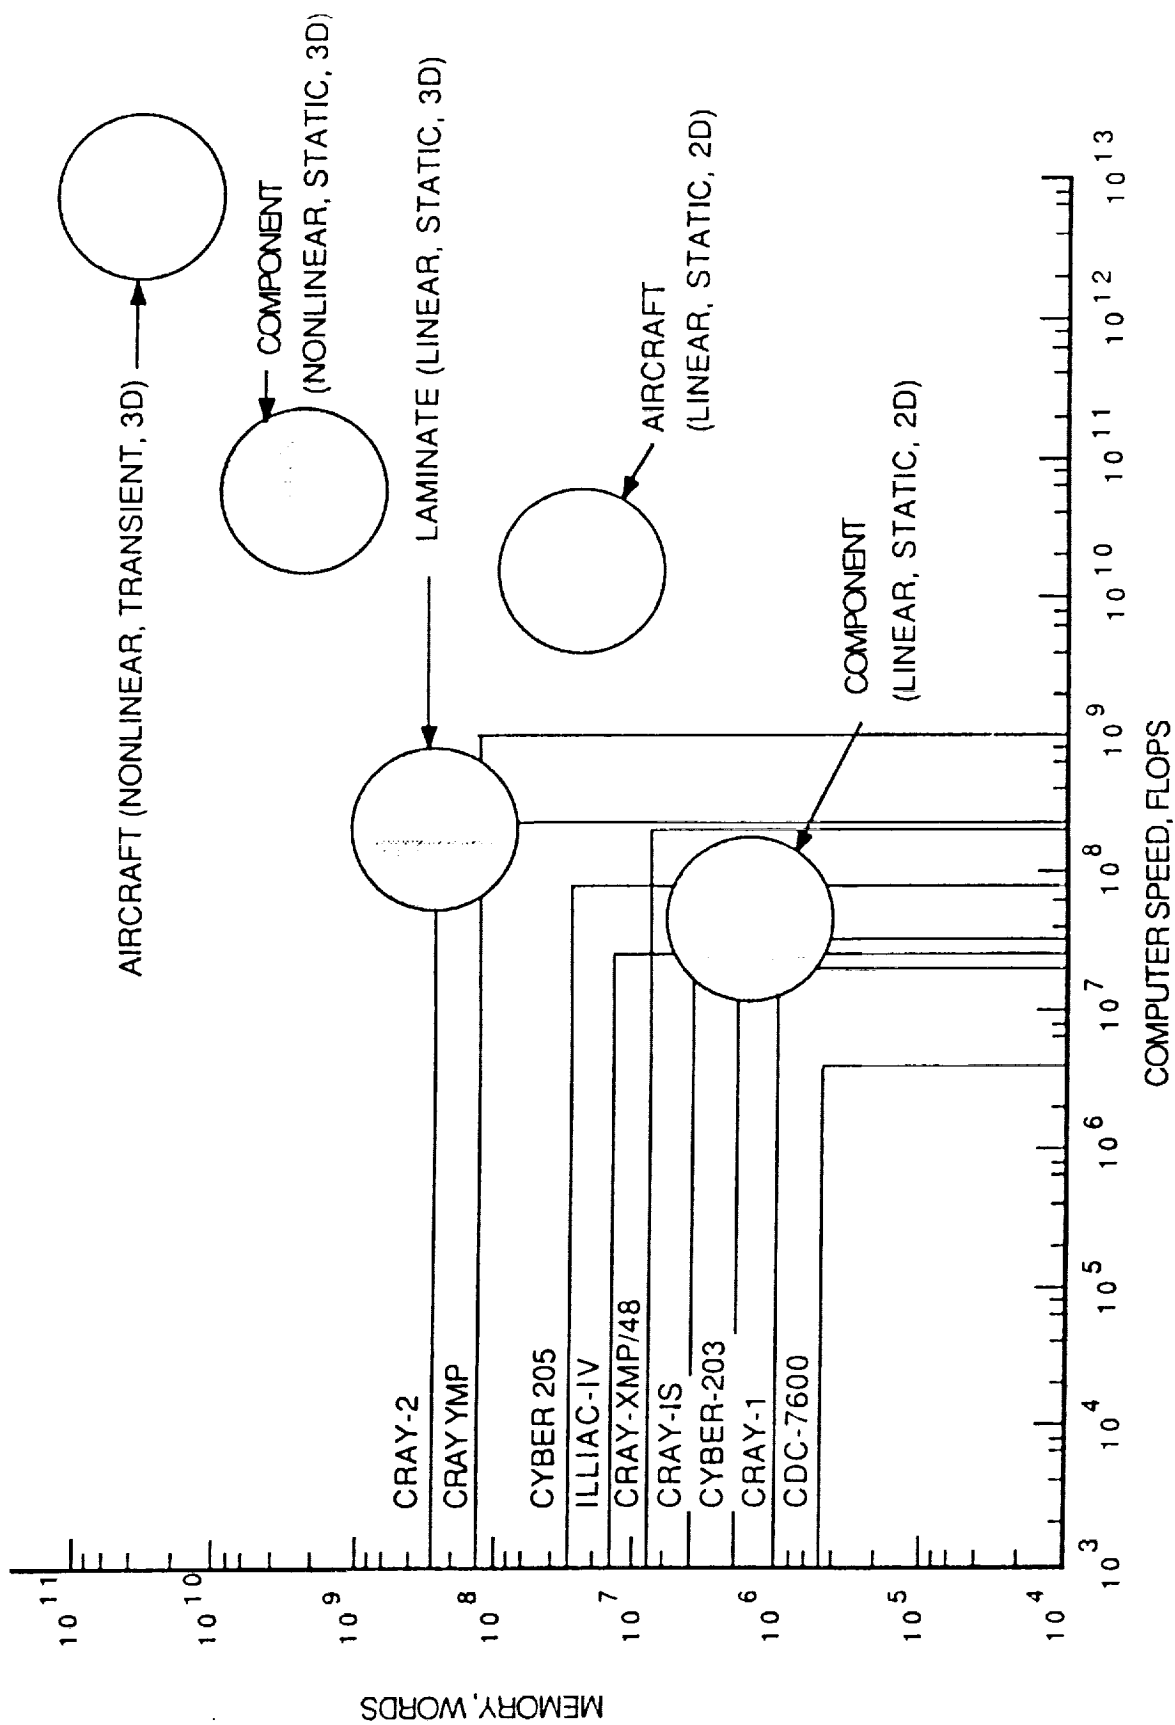 AIRCRAFT (NONLINEAR, TRANSIENT, 3D)
COMPONENT
(NONLINEAR, STATIC, 3D)
LAMINATE (LINEAR, STATIC, 3D)
AIRCRAFT
(LINEAR, STATIC, 2D)
COMPONENT
(LINEAR, STATIC, 2D)
CRAY-2
CRAY YMP
CYBER 205
ILLIAC-IV
CRAY-XMP/48
CRAY-IS
CYBER-203
CRAY-1
CDC-7600
MEMORY, WORDS
10 11
10 10
10 9
10 8
10 7
10 6
10 5
10 4
10 3
10 4
10 5
10 6
10 7
10 8
10 9
10 10
10 11
10 12
10 13
COMPUTER SPEED, FLOPS